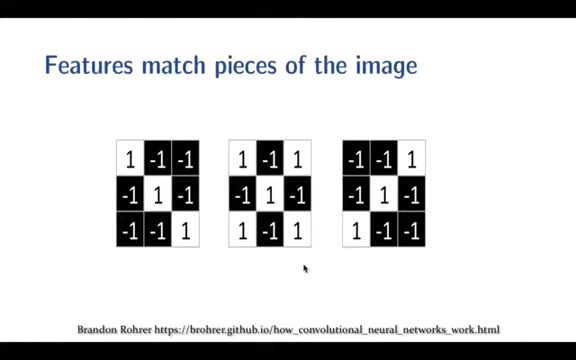 Features match pieces of the image
1 -1 -1 1 -1 1 -1 -1 1
-1 1 -1 -1 1 -1 -1 1 -1
-1 -1 1 1 -1 1 1 -1 -1
Brandon Rohrer https://brohrer.github.io/how_convolutional_neural_networks_work.html